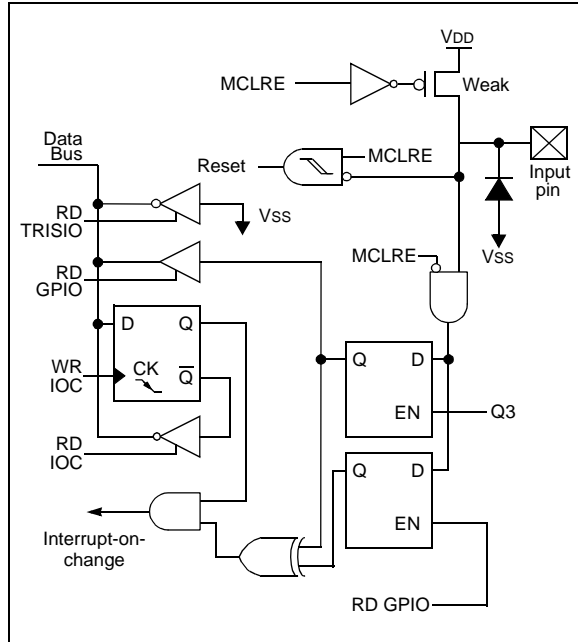 VDD
MCLRE
Weak
Data
Bus
Reset
MCLRE
Input
pin
RD
TRISIO
VSS
VSS
RD
GPIO
MCLRE
D
Q
Q
D
WR
IOC
CK
Q
EN
Q3
RD
IOC
Q
D
EN
Interrupt-on-
change
RD GPIO